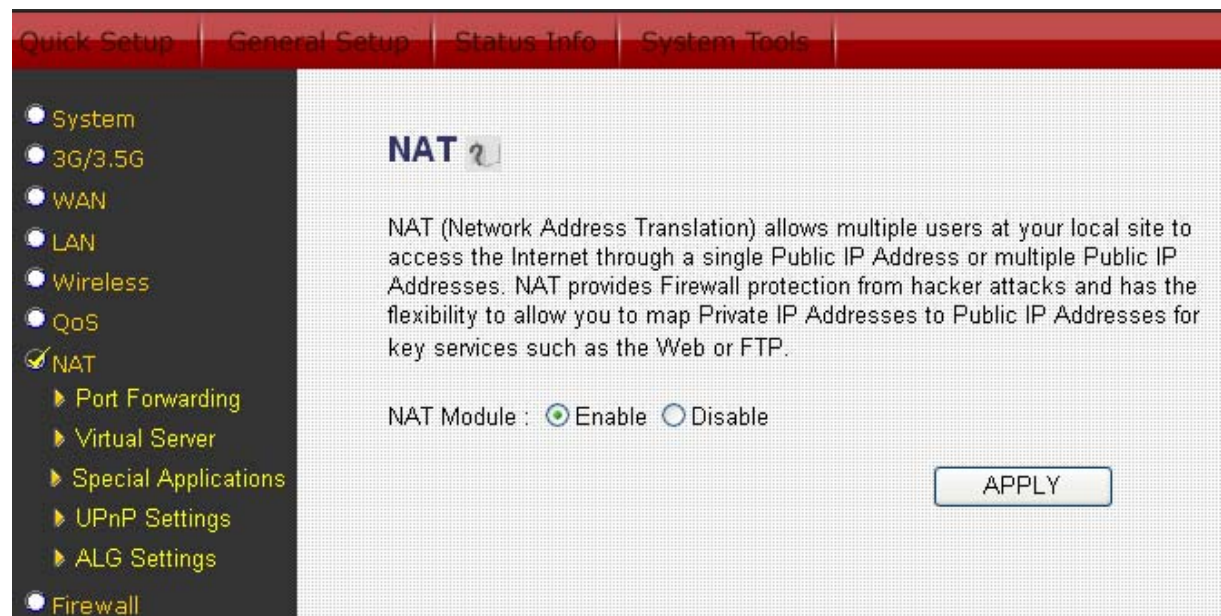 Quick Setup General Setup Status Info System Tools
System
3G/3.5G
WAN
LAN
Wireless
QoS
NAT
Port Forwarding
Virtual Server
Special Applications
UPnP Settings
ALG Settings
Firewall
NAT
NAT (Network Address Translation) allows multiple users at your local site to
access the Internet through a single Public IP Address or multiple Public IP
Addresses. NAT provides Firewall protection from hacker attacks and has the
flexibility to allow you to map Private IP Addresses to Public IP Addresses for
key services such as the Web or FTP.
NAT Module : Enable Disable
APPLY